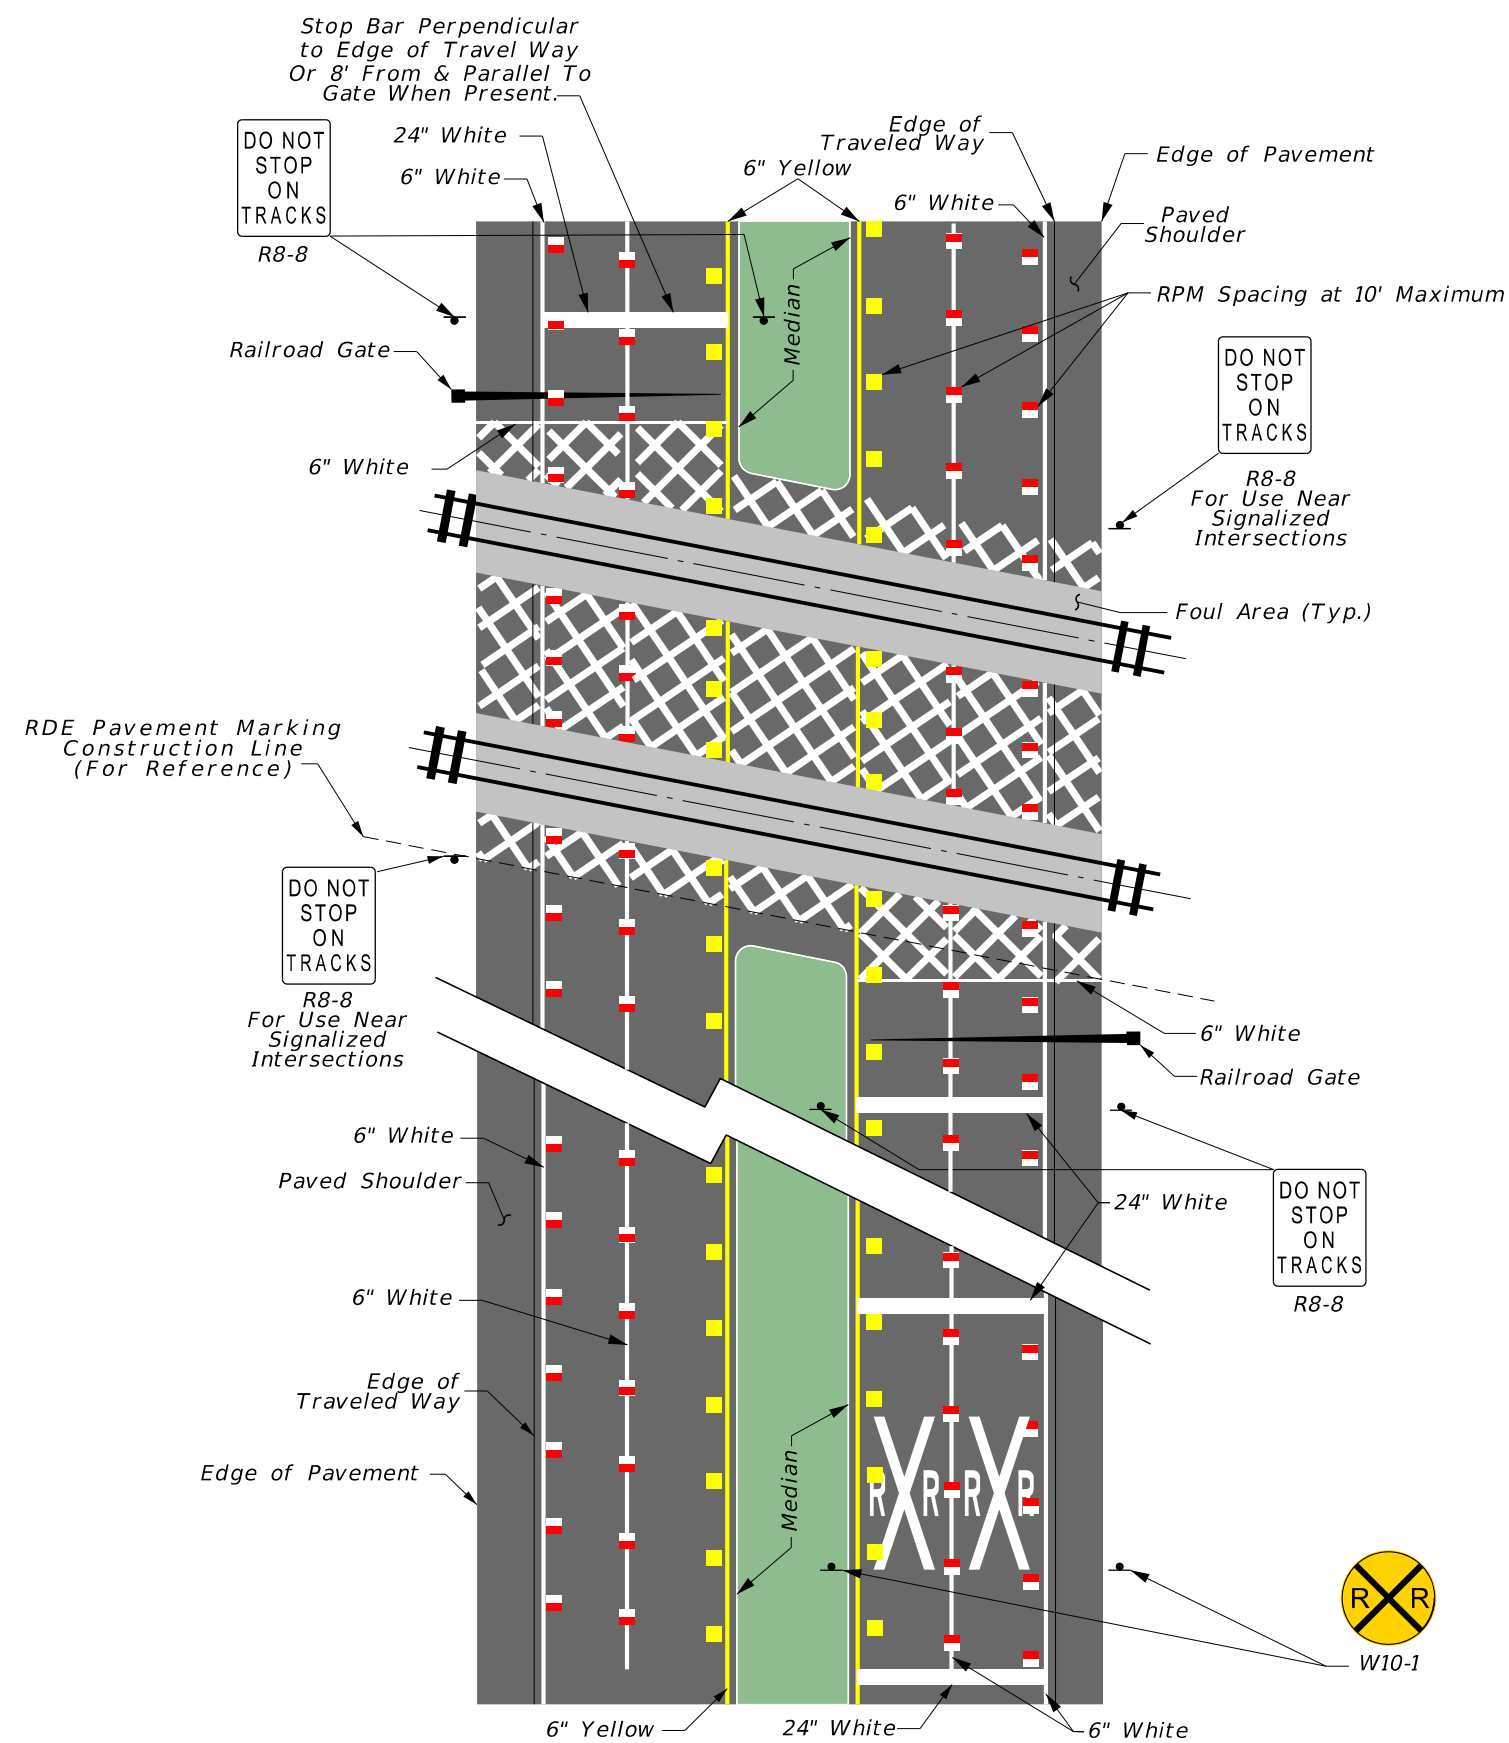 Stop Bar Perpendicular
to Edge of Travel Way
Or 8' From & Parallel To
Gate When Present.
24" White
6" White
DO NOT
STOP
ON
TRACKS
R8-8
Edge of
Traveled Way
6" Yellow
6" White
Edge of Pavement
Paved
Shoulder
RPM Spacing at 10' Maximum
Median
Railroad Gate
DO NOT
STOP
ON
TRACKS
R8-8
For Use Near
Signalized
Intersections
6" White
Foul Area (Typ.)
RDE Pavement Marking
Construction Line
(For Reference)
DO NOT
STOP
ON
TRACKS
R8-8
For Use Near
Signalized
Intersections
6" White
Railroad Gate
6" White
Paved Shoulder
24" White
DO NOT
STOP
ON
TRACKS
R8-8
6" White
Edge of
Traveled Way
Edge of Pavement
Median
R R
R R
R R
W10-1
6" Yellow
24" White
6" White